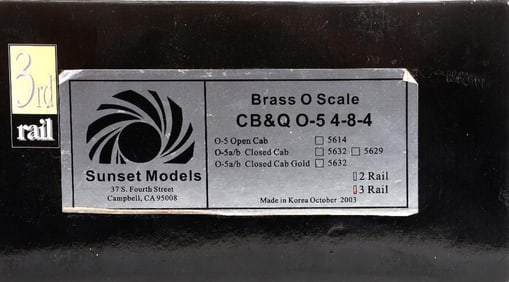 3rd
rail
Brass O Scale
CB&Q O-5 4-8-4
O-5 Open Cab 5614
O-5a/b Closed Cab 5632 5629
O-5a/b Closed Cab Gold 5632
2 Rail
3 Rail
Made in Korea October 2003
Sunset Models
37 S. Fourth Street
Campbell, CA 95008